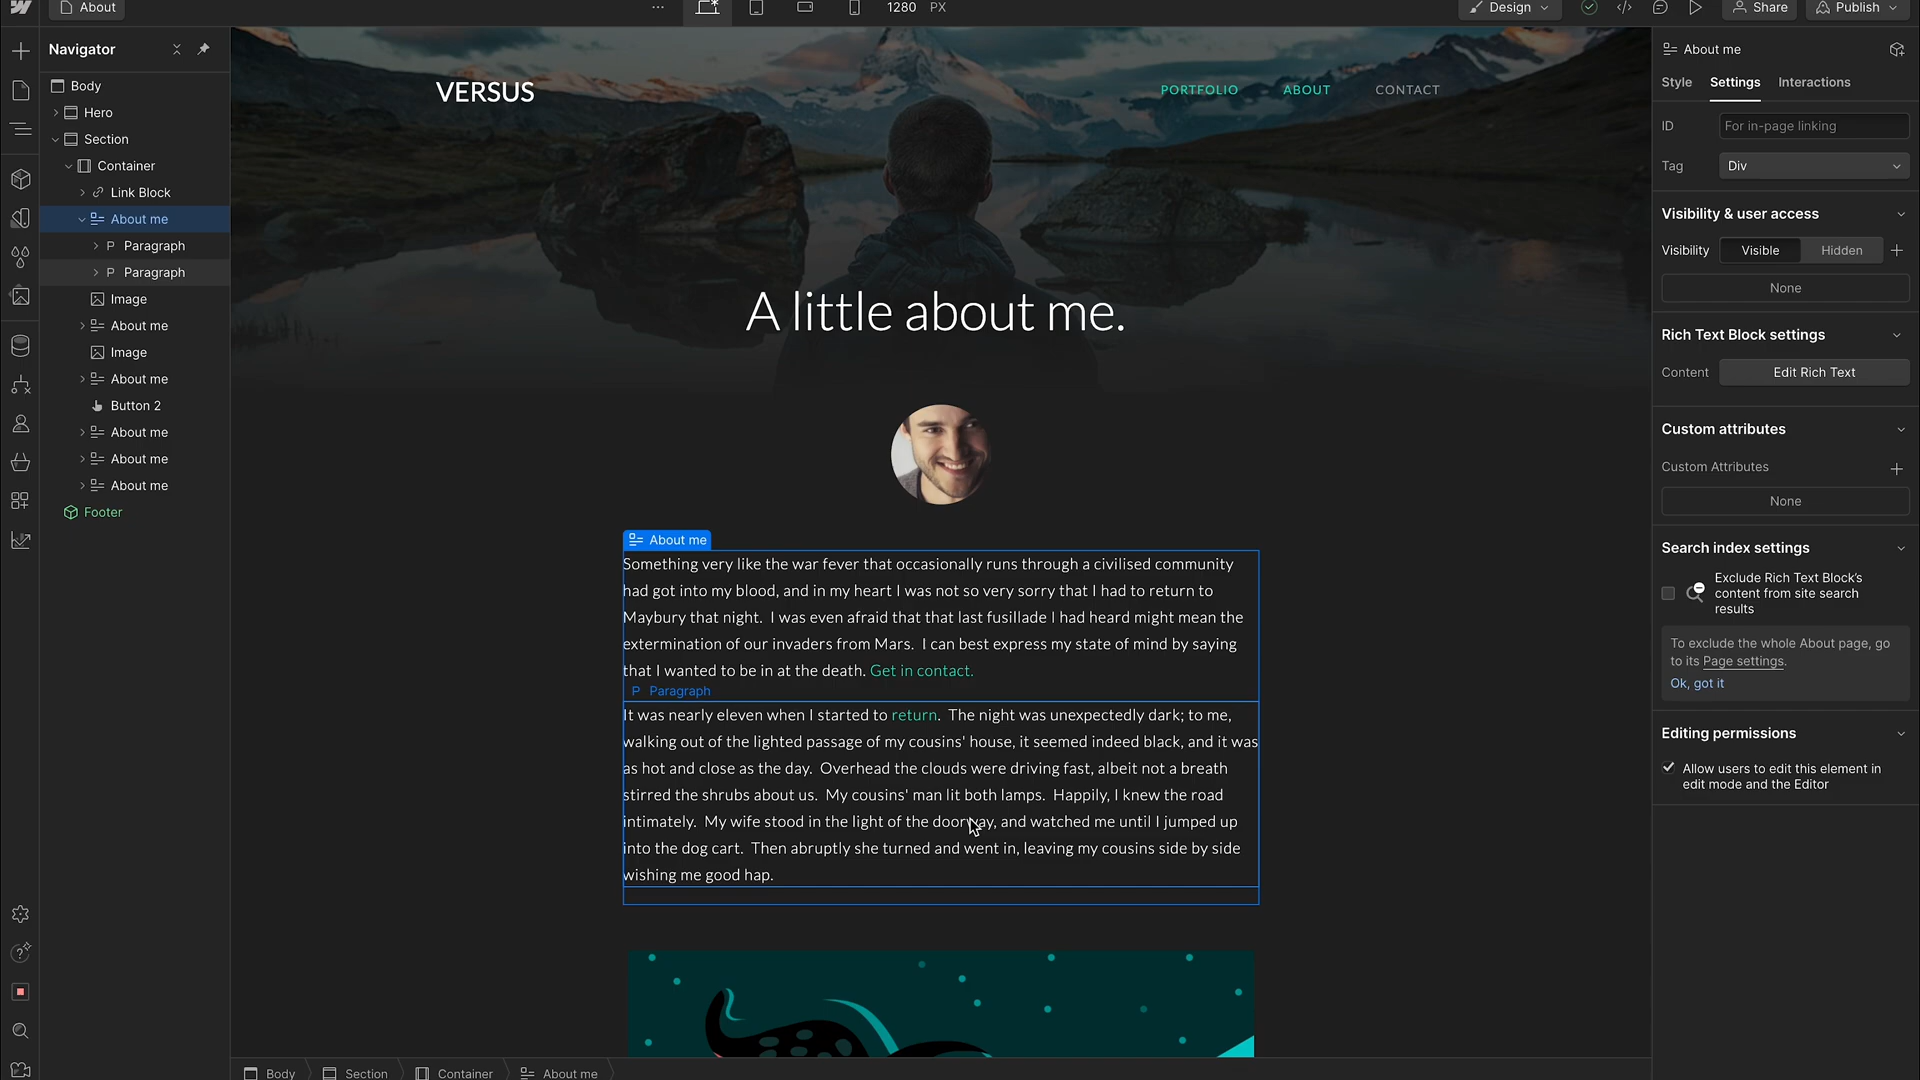 About
1280 PX
Design
Share
Publish
Navigator
Body
Hero
Section
Container
Link Block
About me
Paragraph
Paragraph
Image
About me
Image
About me
Button 2
About me
About me
About me
Footer
VERSUS
PORTFOLIO ABOUT CONTACT
A little about me.
About me
Something very like the war fever that occasionally runs through a civilised community
had got into my blood, and in my heart I was not so very sorry that I had to return to
Maybury that night.  I was even afraid that that last fusillade I had heard might mean the
extermination of our invaders from Mars.  I can best express my state of mind by saying
that I wanted to be in at the death. Get in contact.
P Paragraph
It was nearly eleven when I started to return.  The night was unexpectedly dark; to me,
walking out of the lighted passage of my cousins' house, it seemed indeed black, and it was
as hot and close as the day.  Overhead the clouds were driving fast, albeit not a breath
stirred the shrubs about us.  My cousins' man lit both lamps.  Happily, I knew the road
intimately.  My wife stood in the light of the doorway, and watched me until I jumped up
into the dog cart.  Then abruptly she turned and went in, leaving my cousins side by side
wishing me good hap.
Body
Section
Container
About me
About me
Style Settings Interactions
ID For in-page linking
Tag Div
Visibility & user access
Visibility Visible Hidden
None
Rich Text Block settings
Content Edit Rich Text
Custom attributes
Custom Attributes
None
Search index settings
Exclude Rich Text Block's
content from site search
results
To exclude the whole About page, go
to its Page settings.
Ok, got it
Editing permissions
Allow users to edit this element in
edit mode and the Editor